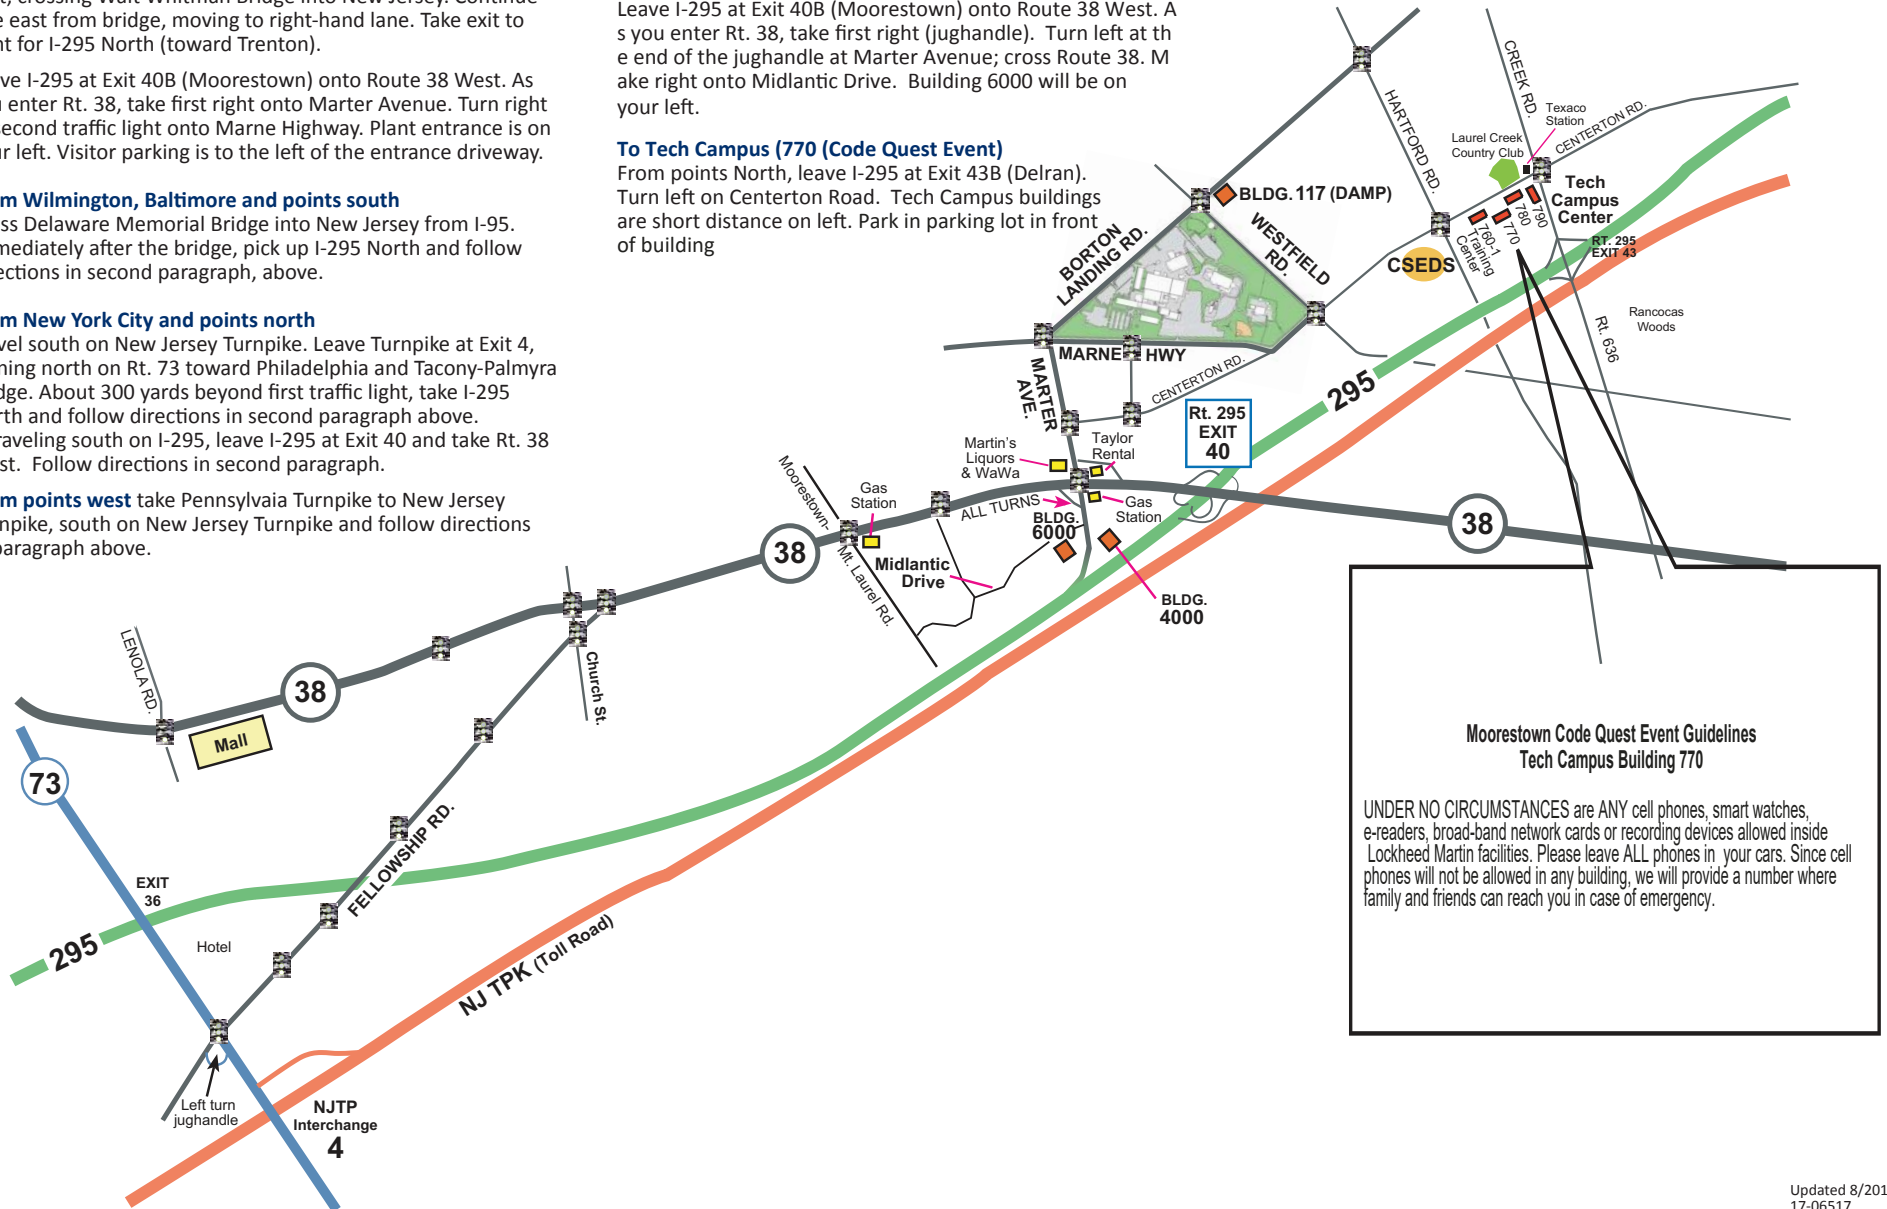 t, crossing Walt Whitman Bridge into New Jersey. Continue
e east from bridge, moving to right-hand lane. Take exit to
nt for I-295 North (toward Trenton).
ve I-295 at Exit 40B (Moorestown) onto Route 38 West. As
u enter Rt. 38, take first right onto Marter Avenue. Turn right
second traffic light onto Marne Highway. Plant entrance is on
ur left. Visitor parking is to the left of the entrance driveway.
m Wilmington, Baltimore and points south
ss Delaware Memorial Bridge into New Jersey from I-95.
mediately after the bridge, pick up I-295 North and follow
ections in second paragraph, above.
m New York City and points north
vel south on New Jersey Turnpike. Leave Turnpike at Exit 4,
ning north on Rt. 73 toward Philadelphia and Tacony-Palmyra
dge. About 300 yards beyond first traffic light, take I-295
rth and follow directions in second paragraph above.
raveling south on I-295, leave I-295 at Exit 40 and take Rt. 38
st. Follow directions in second paragraph.
m points west take Pennsylvaia Turnpike to New Jersey
npike, south on New Jersey Turnpike and follow directions
paragraph above.
Leave I-295 at Exit 40B (Moorestown) onto Route 38 West. A
s you enter Rt. 38, take first right (jughandle). Turn left at th
e end of the jughandle at Marter Avenue; cross Route 38. M
ake right onto Midlantic Drive. Building 6000 will be on
your left.
To Tech Campus (770 (Code Quest Event)
From points North, leave I-295 at Exit 43B (Delran).
Turn left on Centerton Road. Tech Campus buildings
are short distance on left. Park in parking lot in front
of building
HARTFORD RD.
CREEK RD.
Texaco
Station
CENTERTON RD.
Laurel Creek
Country Club
Tech
Campus
Center
790
780
770
760-1
Training
Center
RT. 295
EXIT 43
CSEDS
Rancocas
Woods
Rt. 636
BLDG. 117 (DAMP)
WESTFIELD
RD.
BORTON
LANDING RD.
MARNE HWY
MARTER
AVE.
CENTERTON RD.
295
Rt. 295
EXIT
40
Martin's
Liquors
& WaWa
Taylor
Rental
Gas
Station
ALL TURNS
Gas
Station
BLDG.
6000
38
Moorestown-
Mt. Laurel Rd.
38
Midlantic
Drive
BLDG.
4000
Church St.
LENOLA RD.
38
Mall
73
FELLOWSHIP RD.
EXIT
36
295
Hotel
NJ TPK (Toll Road)
Left turn
jughandle
NJTP
Interchange
4
Moorestown Code Quest Event Guidelines
Tech Campus Building 770
UNDER NO CIRCUMSTANCES are ANY cell phones, smart watches,
e-readers, broad-band network cards or recording devices allowed inside
Lockheed Martin facilities. Please leave ALL phones in your cars. Since cell
phones will not be allowed in any building, we will provide a number where
family and friends can reach you in case of emergency.
Updated 8/201
17-06517